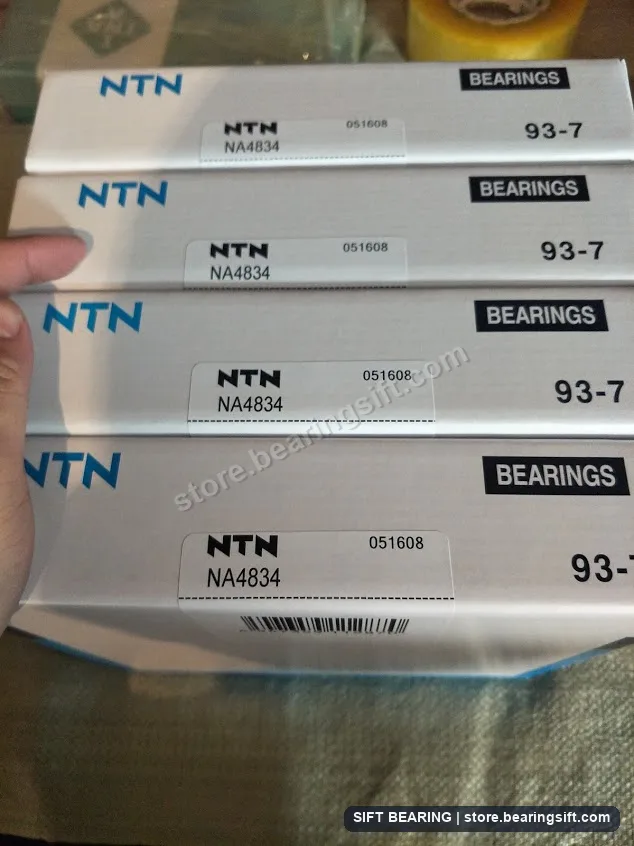 NTN
BEARINGS
NTN 051608
NA4834
93-7
NTN
BEARINGS
NTN 051608
NA4834
93-7
NTN
BEARINGS
NTN 051608
NA4834
93-7
store.bearingsift.com
NTN
BEARINGS
NTN 051608
NA4834
93-
SIFT BEARING | store.bearingsift.com